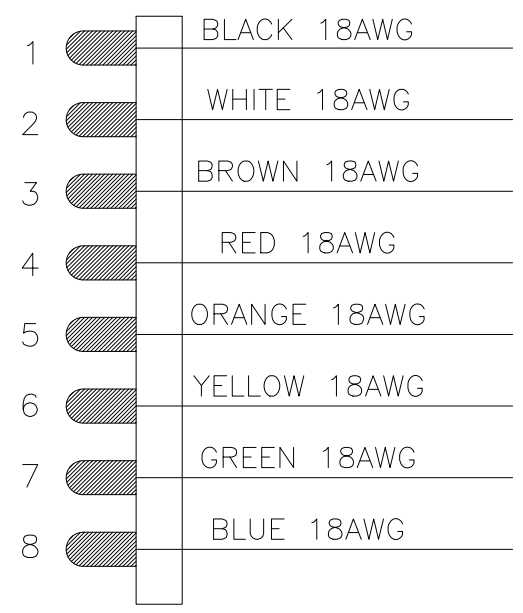 1 BLACK 18AWG
2 WHITE 18AWG
3 BROWN 18AWG
4 RED 18AWG
5 ORANGE 18AWG
6 YELLOW 18AWG
7 GREEN 18AWG
8 BLUE 18AWG